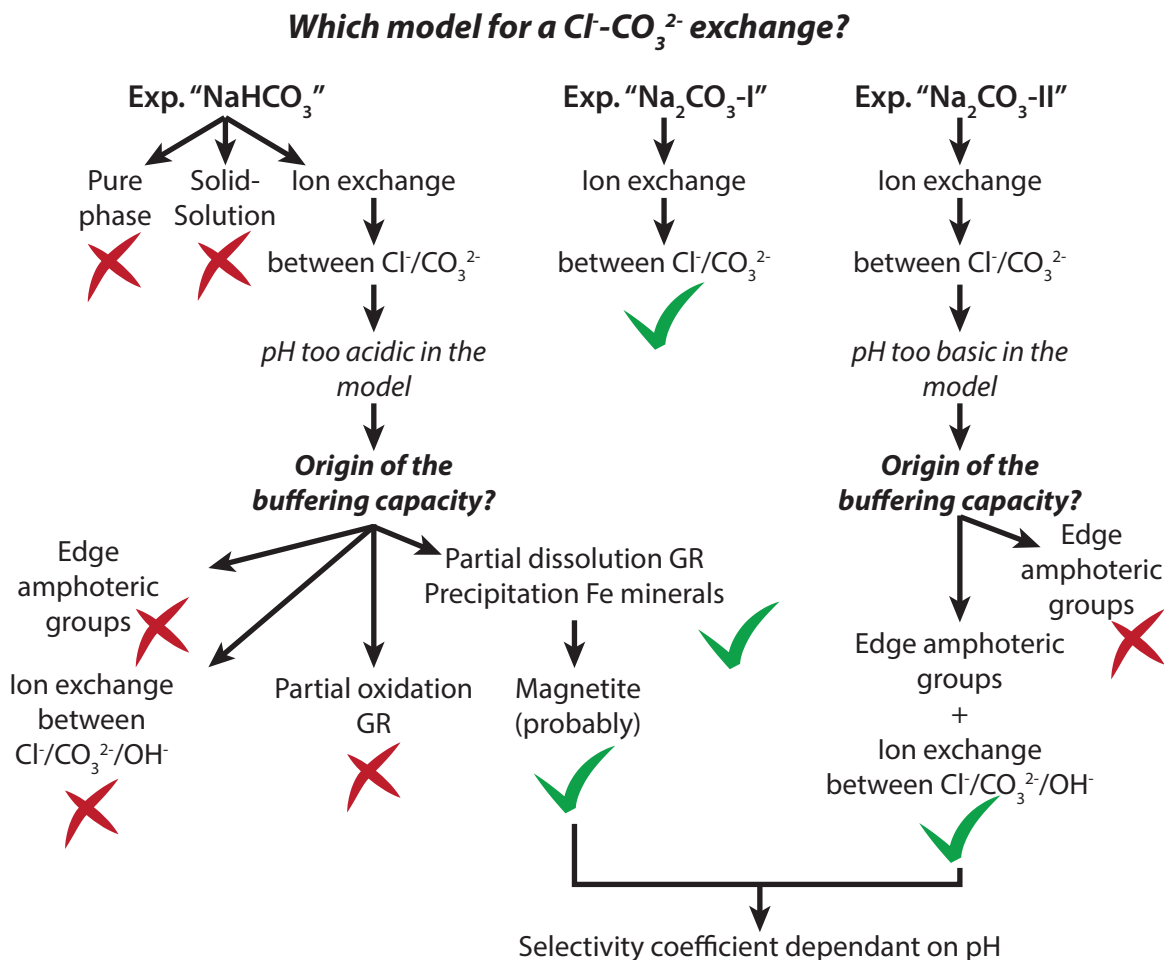 Which model for a Cl⁻-CO₃²⁻ exchange?
Exp. “NaHCO₃”
Pure
phase
Solid-
Solution
Ion exchange
between Cl⁻/CO₃²⁻
pH too acidic in the
model
Origin of the
buffering capacity?
Edge
amphoteric
groups
Ion exchange
between
Cl⁻/CO₃²⁻/OH⁻
Partial oxidation
GR
Partial dissolution GR
Precipitation Fe minerals
Magnetite
(probably)
Exp. “Na₂CO₃-I”
Ion exchange
between Cl⁻/CO₃²⁻
Exp. “Na₂CO₃-II”
Ion exchange
between Cl⁻/CO₃²⁻
pH too basic in the
model
Origin of the
buffering capacity?
Edge
amphoteric
groups
Edge amphoteric
groups
+
Ion exchange
between Cl⁻/CO₃²⁻/OH⁻
Selectivity coefficient dependant on pH